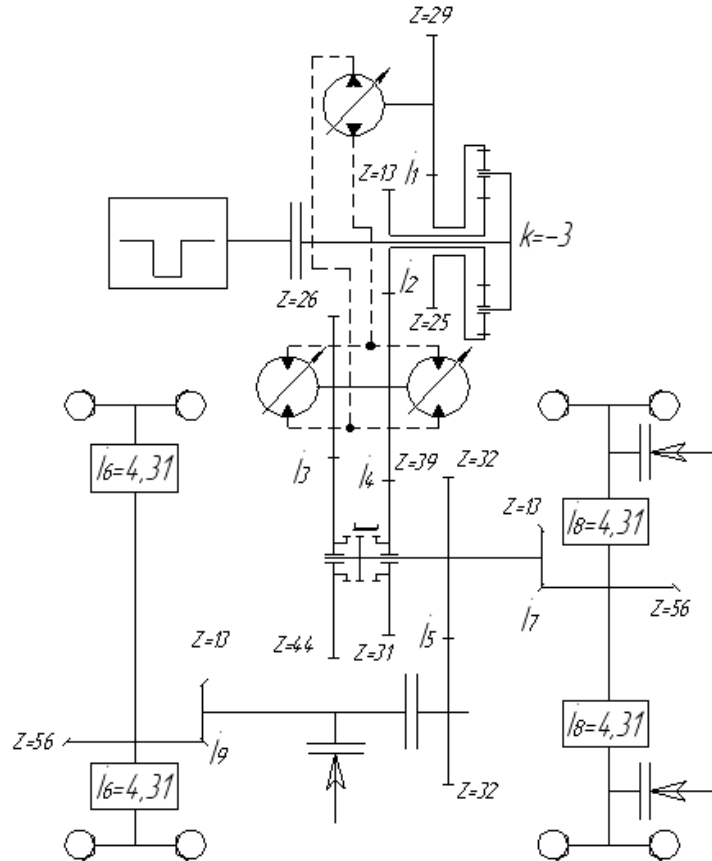 Z=29
Z=13
i1
k=-3
i2
Z=26
Z=25
i3
i4
Z=39
Z=32
i6=4,31
Z=13
i8=4,31
i7
Z=56
Z=44
Z=31
i5
Z=13
Z=56
i9
i8=4,31
i6=4,31
Z=32